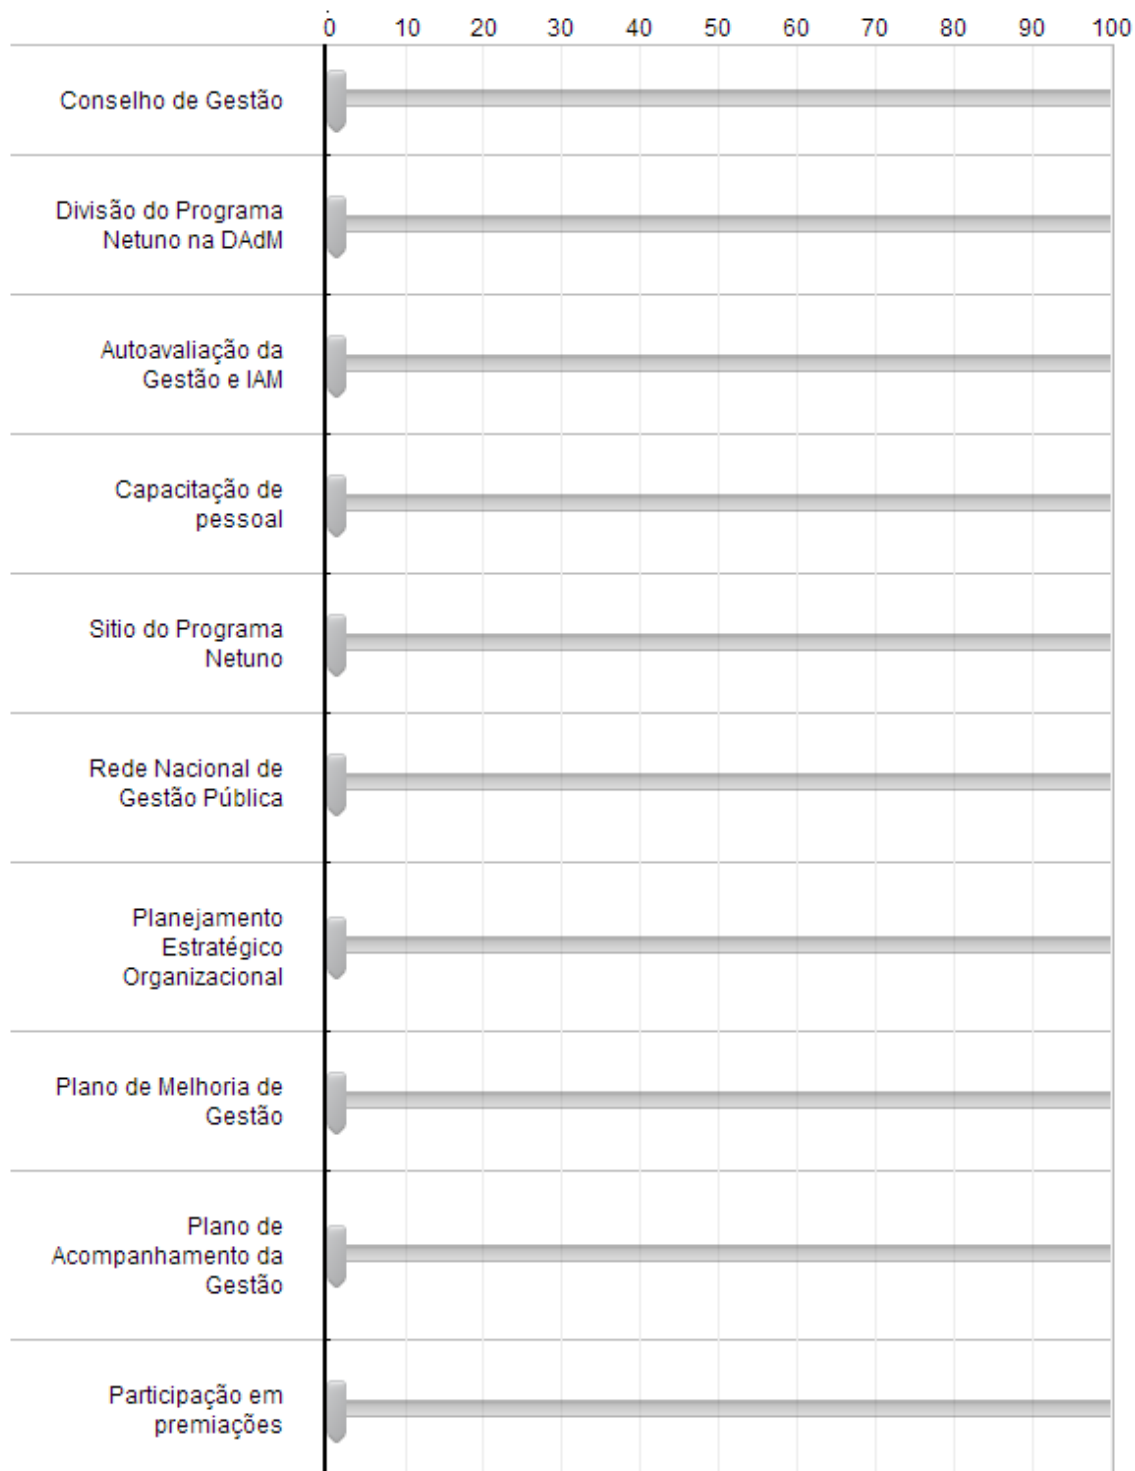 0 10 20 30 40 50 60 70 80 90 100
Conselho de Gestão
Divisão do Programa
Netuno na DAdM
Autoavaliação da
Gestão e IAM
Capacitação de
pessoal
Sitio do Programa
Netuno
Rede Nacional de
Gestão Pública
Planejamento
Estratégico
Organizacional
Plano de Melhoria de
Gestão
Plano de
Acompanhamento da
Gestão
Participação em
premiações